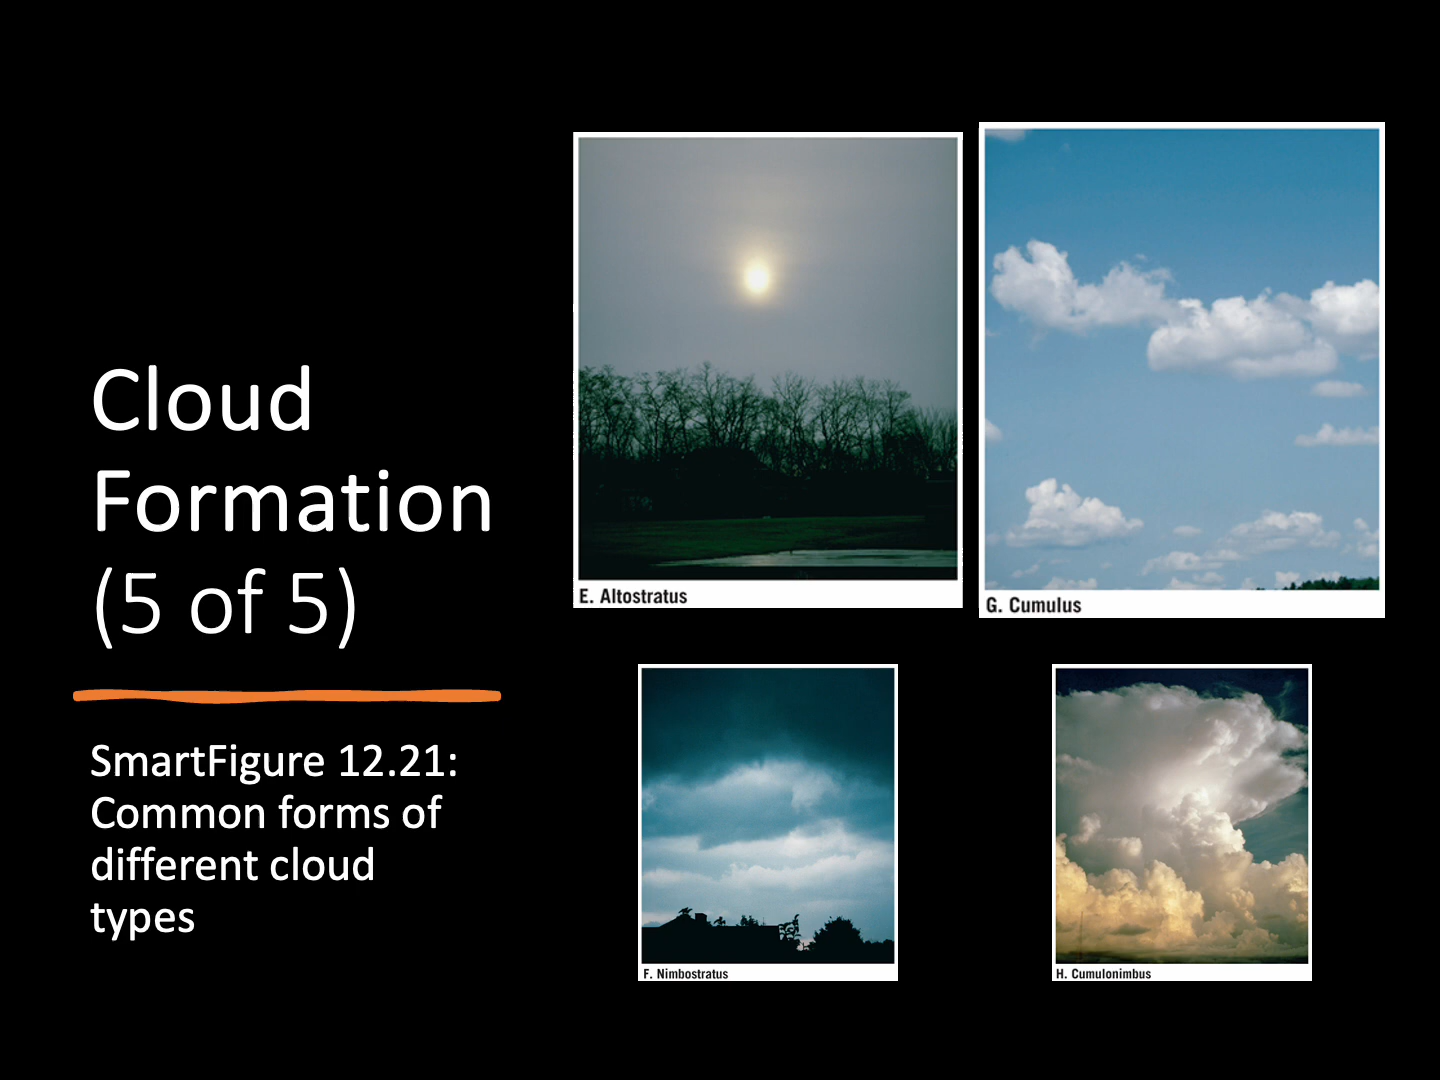 Cloud
Formation
(5 of 5)
SmartFigure 12.21:
Common forms of
different cloud
types
E. Altostratus
G. Cumulus
F. Nimbostratus
H. Cumulonimbus